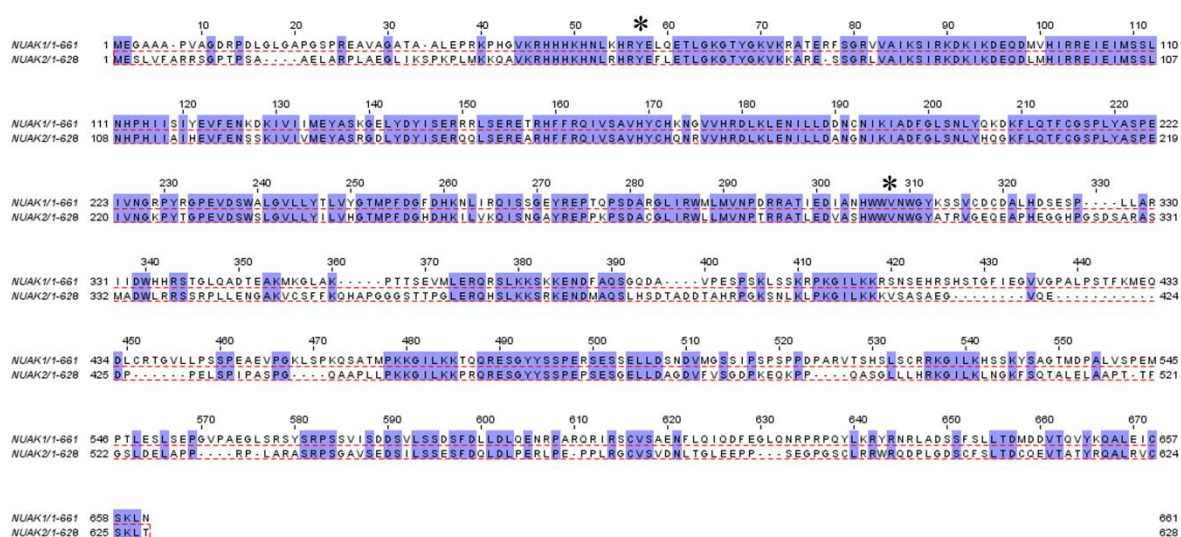 10 20 30 40 50 * 60 70 80 90 100 110
NUAK1/1-661 1 MEGAAA-PVAGDRPDLGLGAPGSPREAVAGATA-ALEPRKPHGVKRHHHKHNLKHRYELQETLGKGTYGKVKRATERFSGRVVAIKSIRKDKIKDEQDMVHIRREIEIMSSL 110
NUAK2/1-628 1 MESLVFARRSGPTPSA----AELARPLAEGLIKSPKPLMKKQAVKRHHHKHNLRHRYEFLETLGKGTYGKVKKARE-SSGRLVAIKSIRKDKIKDEQDLMHIRREIEIMSSL 107
120 130 140 150 160 170 180 190 200 210 220
NUAK1/1-661 111 NHPHIISIYEVFENKDKIVIIMEYASKGELYDYISERRRLSERETRHFFRQIVSAVHYCHKNGVVHRDLKLENILLDDNCNIKIADFGLSNLYQKDKFLQTFCGSPLYASPE 222
NUAK2/1-628 108 NHPHIIAIHEVFENSSKIVIVMEYASRGDLYDYISERQQLSEREARHFFRQIVSAVHYCHQNRVVHRDLKLENILLDANGNIKIADFGLSNLYHQGKFLQTFCGSPLYASPE 219
230 240 250 260 270 280 290 300 * 310 320 330
NUAK1/1-661 223 IVNGRPYRGPEVDSWALGVLLYTLVYGTMPFDGFDHKNLIRQISSGEYREPTQPSDARGLIRWMLMVNPDRRATIEDIANHWWVNWGYKSSVCDCDALHDSESP----LLAR 330
NUAK2/1-628 220 IVNGKPYTGPEVDSWSLGVLLYILVHGTMPFDGHDHKILVKQISNGAYREPPKPSDACGLIRWLLMVNPTRRATLEDVASHWWVNWGYATRVGEQEAPHEGGHPGSDSARAS 331
340 350 360 370 380 390 400 410 420 430 440
NUAK1/1-661 331 IIDWHHRSTGLQADTEAKMKGLAK-----PTTSEVMLERQRSLKKSKKENDFAQSGQDA---VPESPSKLSSKRPKGILKKRSNSEHRSHSTGFIEGVVGPALPSTFKMEQ 433
NUAK2/1-628 332 MADWLRRSSRPLLENGAKVCSFFKQHAPGGGSTTPGLERQHSLKKSRKENDMAQSLHSDTADDTAHRPGKSNLKLPKGILKKKVSASAEG--------VQE---------- 424
450 460 470 480 490 500 510 520 530 540 550
NUAK1/1-661 434 DLCRTGVLLPSSPEAEVPGKLSPKQSATMPKKGILKKTQQRESGYYSSPERSESSELLDSNDVMGSSIPSPSPPDPARVTSHSLSCRRKGILKHSSKYSAGTMDPALVSPEM 545
NUAK2/1-628 425 DP-----PELSPIPASPGQ----QAAPLLPKKGILKKPRQRESGYYSSPEPSESGELLDAGDVFVSGDPKEQKPP---QASGLLLHRKGILKLNGKFSQTALELAAPTT-TF 521
570 580 590 600 610 620 630 640 650 660 670
NUAK1/1-661 546 PTLESLSEPGVPAEGLSRSYSRPSSVISDDSVLSSDSFDLLDLQENRPARQRIRSCVSAENFLQIQDFEGLQNRPRPQYLKRYRNRLADSSFSLLTDMDDVTQVYKQALEIC 657
NUAK2/1-628 522 GSLDELAPP----RP-LARASRPSGAVSEDSILSSESFDQLDLPERLPE-PPLRGCVSVDNLTGLEEPP---SEGPGSCLRRWRQDPLGDSCFSLTDCQEVTATYRQALRVC 624
NUAK1/1-661 658 SKLN 661
NUAK2/1-628 625 SKLT 628